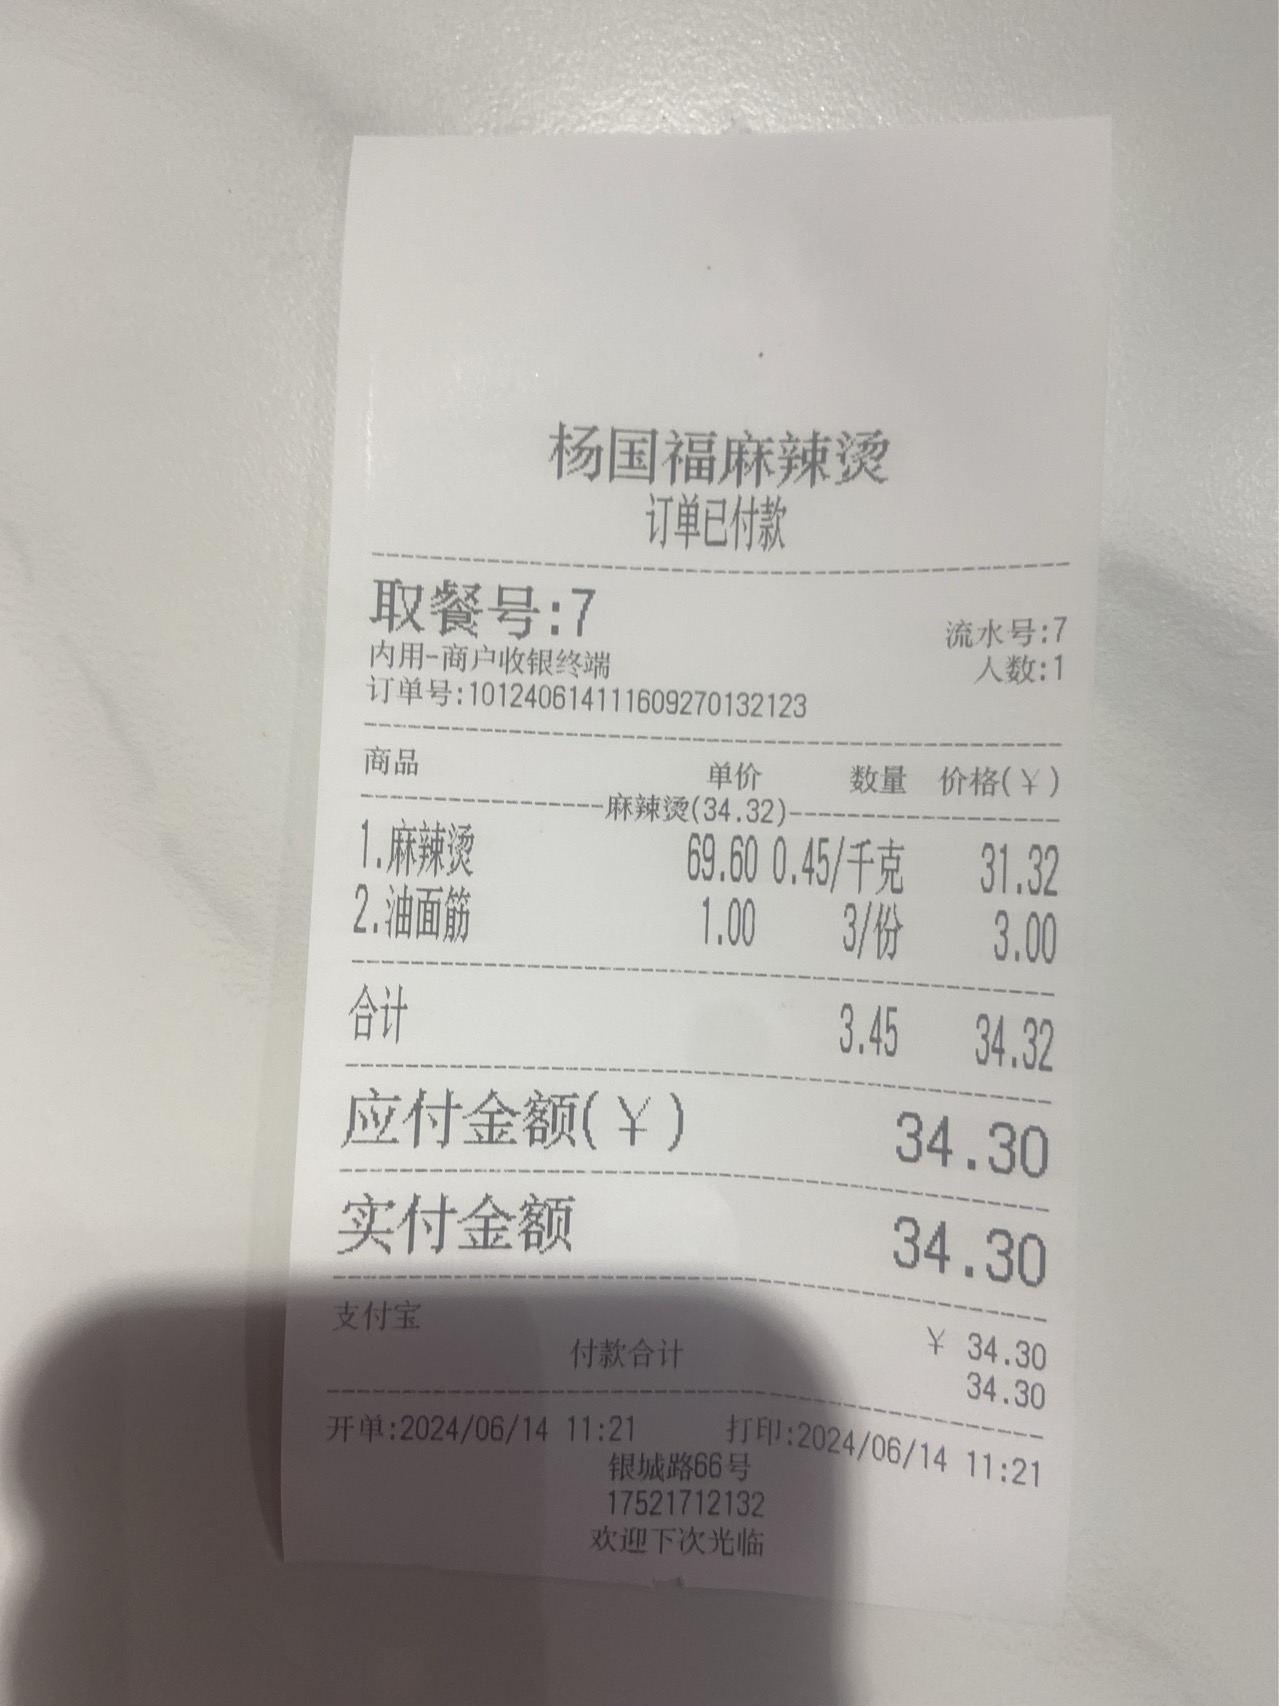 杨国福麻辣烫
订单已付款
取餐号:7
流水号:7
内用-商户收银终端
人数:1
订单号:101240614111609270132123
商品 单价 数量 价格(¥)
麻辣烫(34.32)
1.麻辣烫 69.60 0.45/千克 31.32
2.油面筋 1.00 3/份 3.00
合计 3.45 34.32
应付金额(¥) 34.30
实付金额 34.30
支付宝 ¥ 34.30
付款合计 34.30
开单:2024/06/14 11:21 打印:2024/06/14 11:21
银城路66号
17521712132
欢迎下次光临